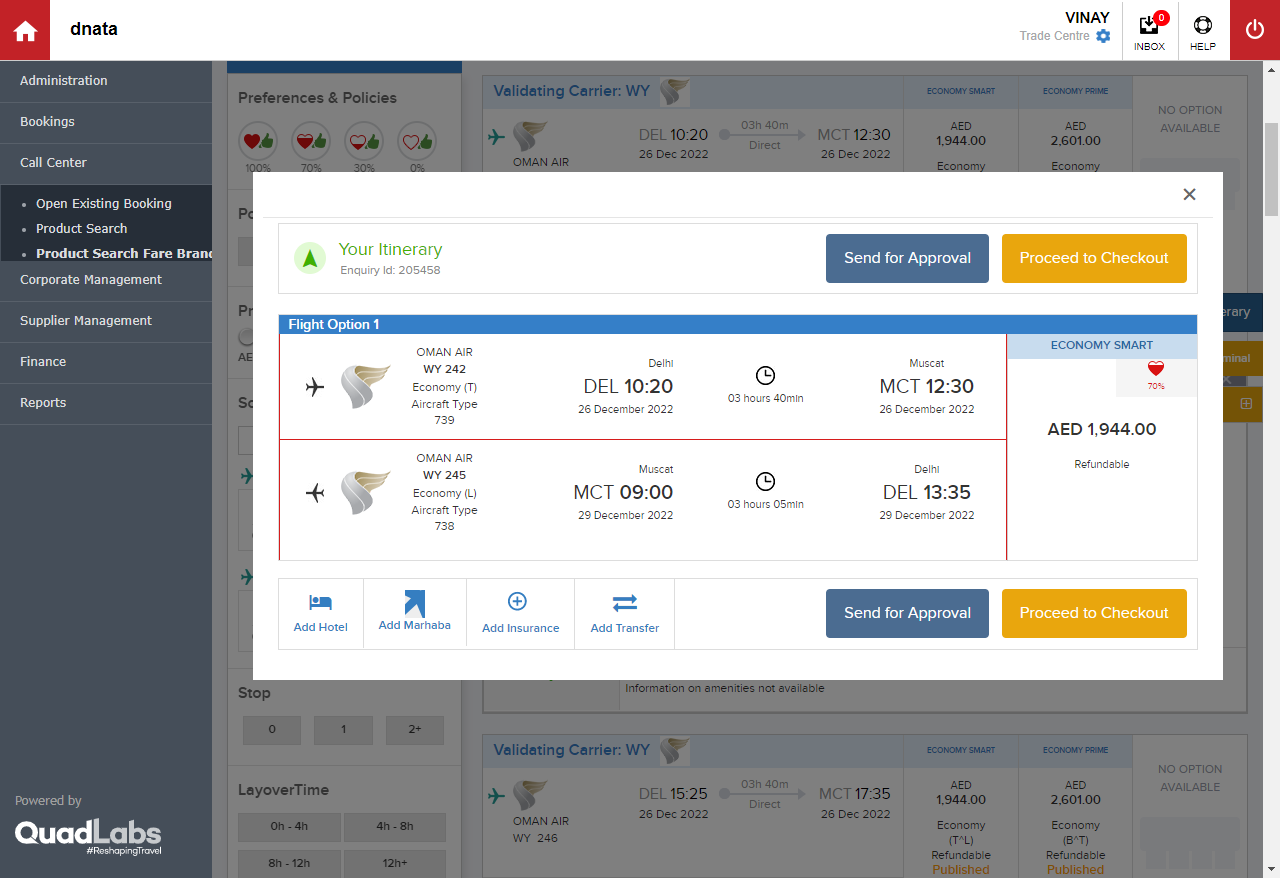 dnata
VINAY
Trade Centre
0
INBOX
HELP
Administration
Bookings
Call Center
Open Existing Booking
Product Search
Product Search Fare Bran
Corporate Management
Supplier Management
Finance
Reports
Powered by
QuadLabs
#ReshapingTravel
Preferences & Policies
100%
70%
30%
0%
Stop
0
1
2+
LayoverTime
0h - 4h
4h - 8h
8h - 12h
12h+
Validating Carrier: WY
ECONOMY SMART
ECONOMY PRIME
NO OPTION
AVAILABLE
OMAN AIR
DEL 10:20
26 Dec 2022
03h 40m
Direct
MCT 12:30
26 Dec 2022
AED
1,944.00
Economy
AED
2,601.00
Economy
Your Itinerary
Enquiry Id: 205458
Send for Approval
Proceed to Checkout
Flight Option 1
OMAN AIR
WY 242
Economy (T)
Aircraft Type
739
Delhi
DEL 10:20
26 December 2022
03 hours 40min
Muscat
MCT 12:30
26 December 2022
OMAN AIR
WY 245
Economy (L)
Aircraft Type
738
Muscat
MCT 09:00
29 December 2022
03 hours 05min
Delhi
DEL 13:35
29 December 2022
ECONOMY SMART
70%
AED 1,944.00
Refundable
Add Hotel
Add Marhaba
Add Insurance
Add Transfer
Send for Approval
Proceed to Checkout
Information on amenities not available
Validating Carrier: WY
ECONOMY SMART
ECONOMY PRIME
NO OPTION
AVAILABLE
OMAN AIR
WY 246
DEL 15:25
26 Dec 2022
03h 40m
Direct
MCT 17:35
26 Dec 2022
AED
1,944.00
Economy
(T^L)
Refundable
Published
AED
2,601.00
Economy
(B^T)
Refundable
Published